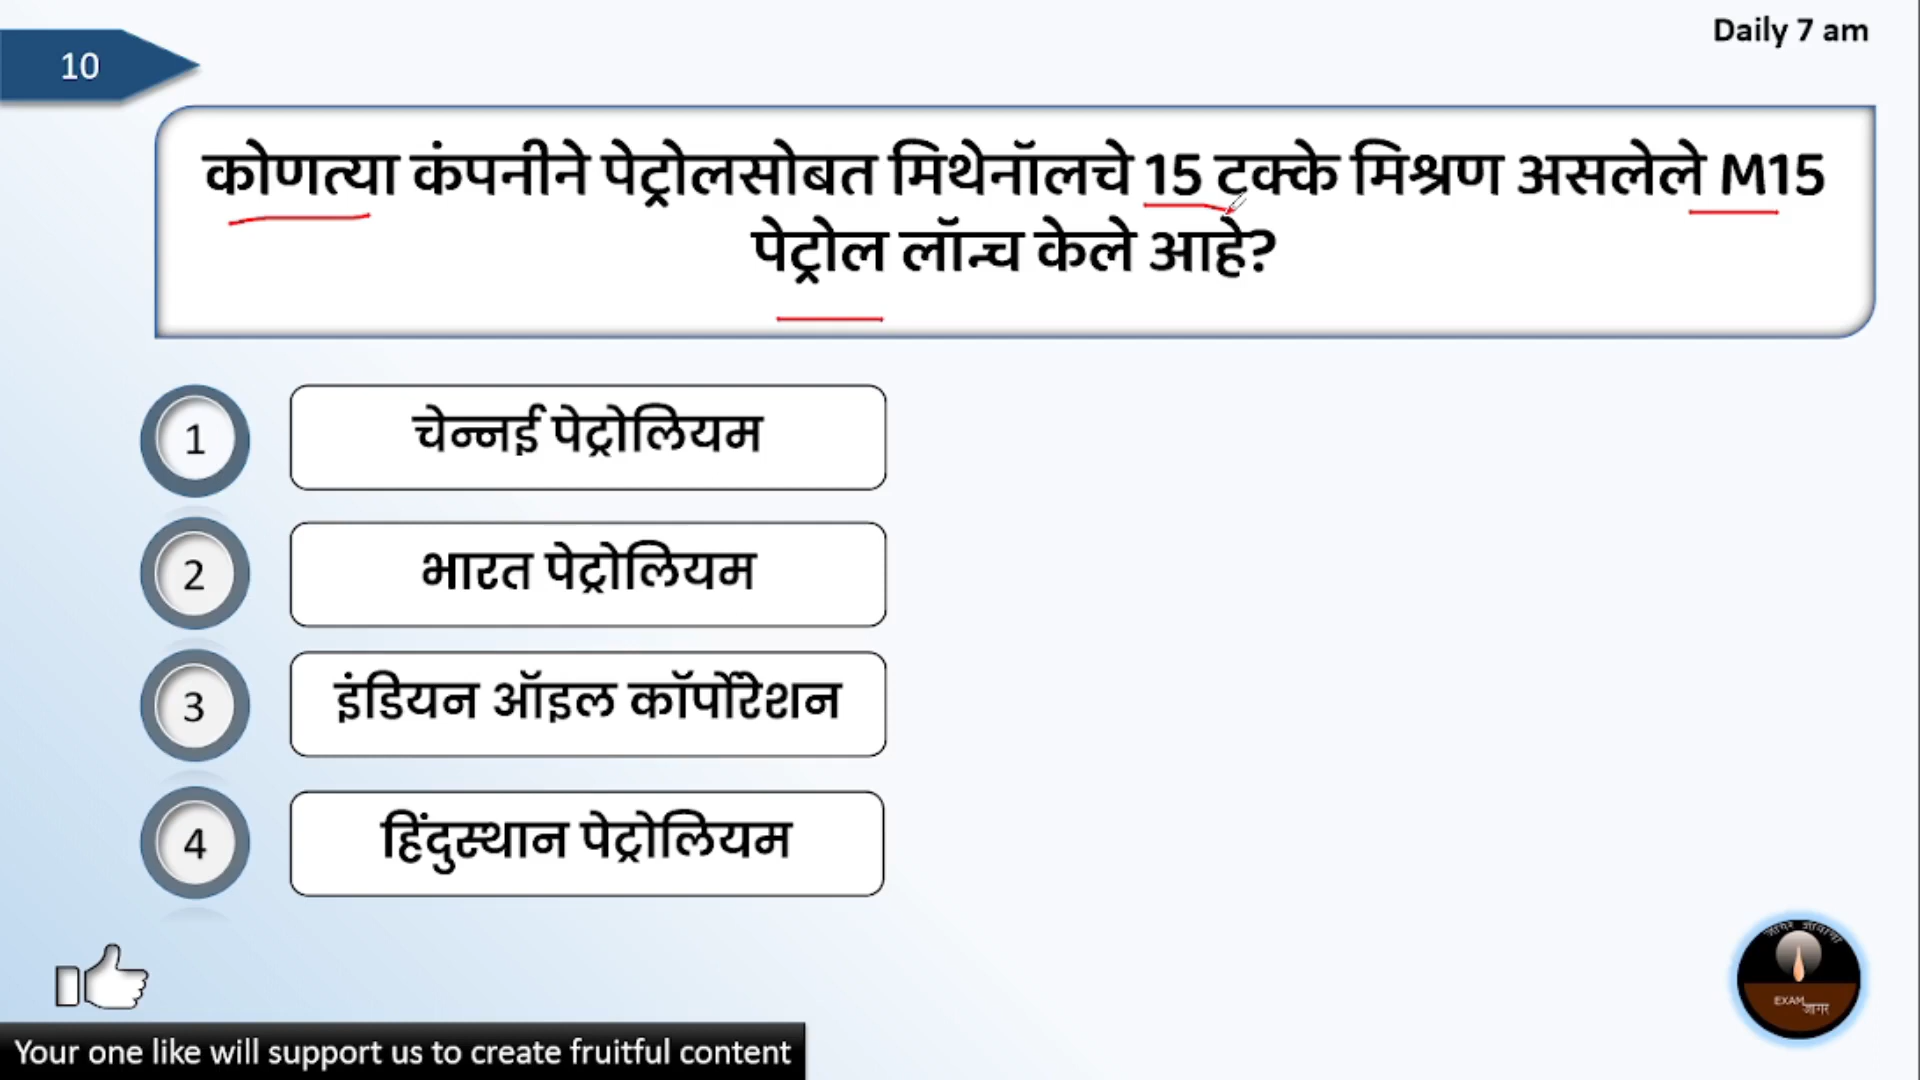 Daily 7 am
10
कोणत्या कंपनीने पेट्रोलसोबत मिथेनॉलचे 15 टक्के मिश्रण असलेले M15
पेट्रोल लॉन्च केले आहे?
1
चेन्नई पेट्रोलियम
2
भारत पेट्रोलियम
3
इंडियन ऑइल कॉर्पोरेशन
4
हिंदुस्थान पेट्रोलियम
EXAM
जागर
Your one like will support us to create fruitful content